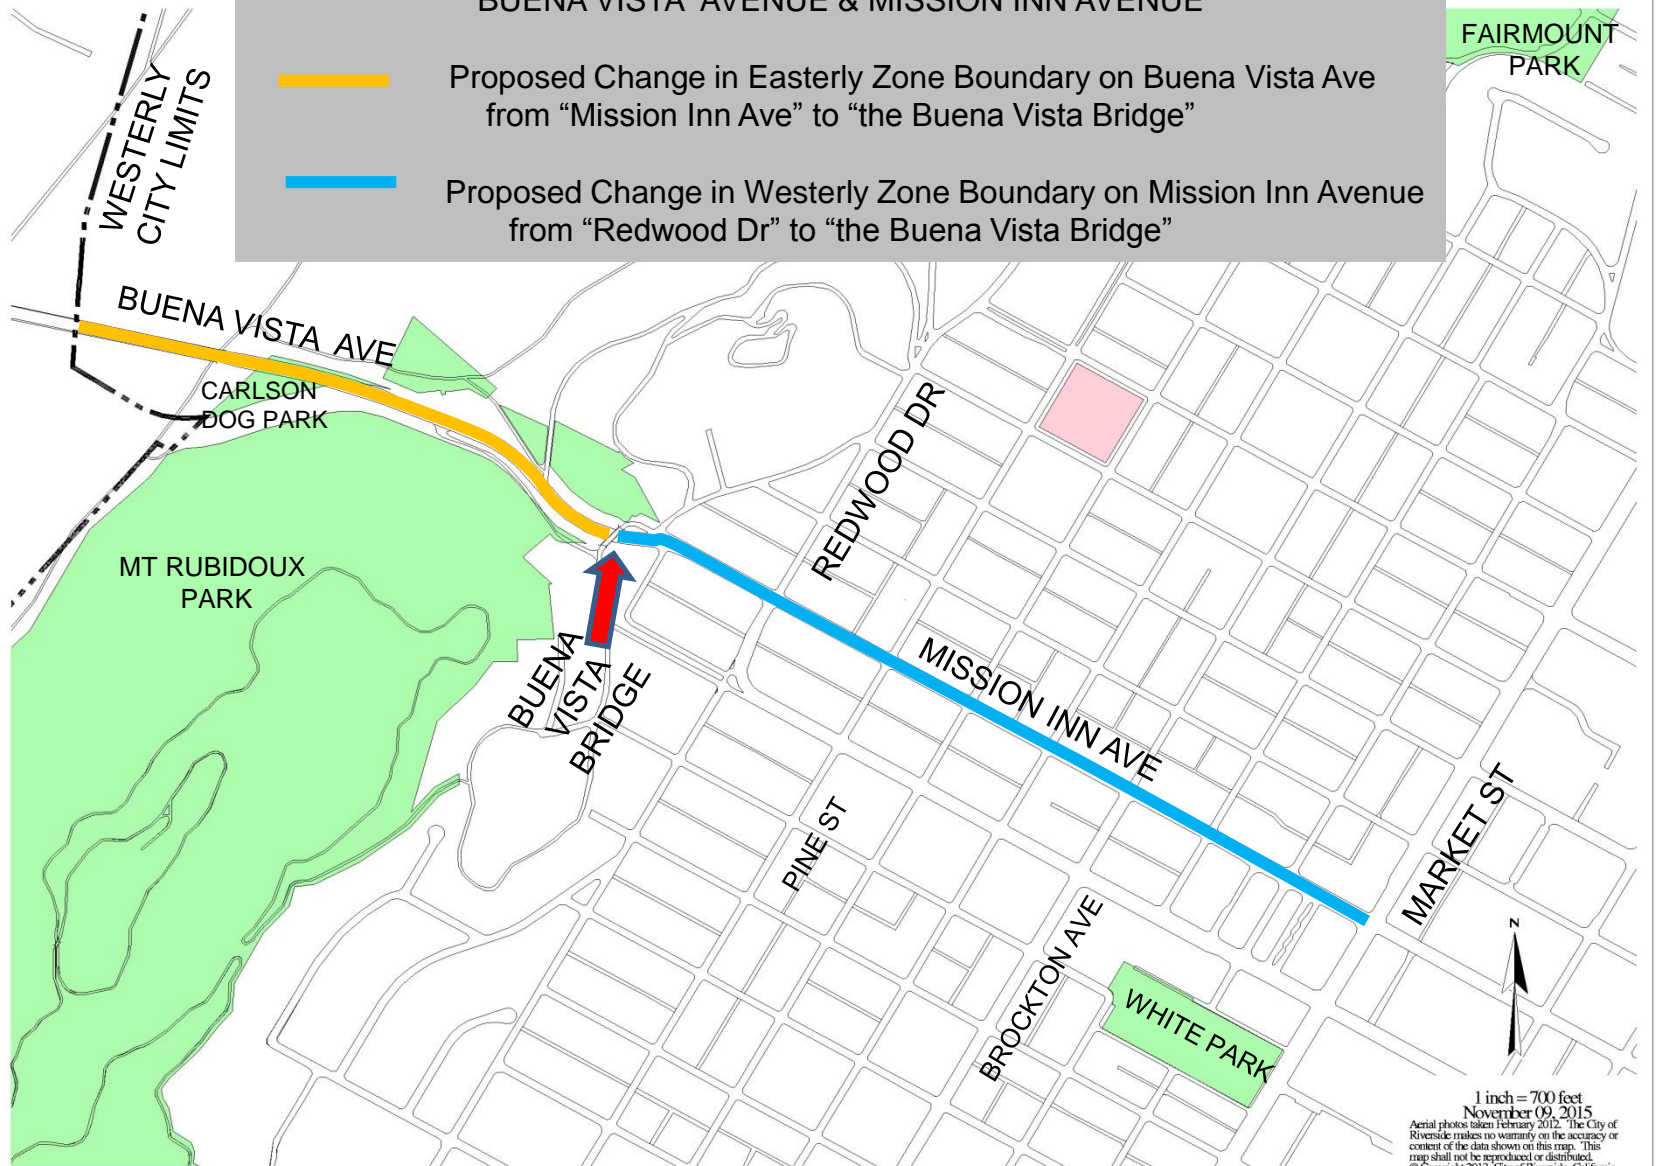 BUENA VISTA AVENUE & MISSION INN AVENUE
Proposed Change in Easterly Zone Boundary on Buena Vista Ave
from “Mission Inn Ave” to “the Buena Vista Bridge”
Proposed Change in Westerly Zone Boundary on Mission Inn Avenue
from “Redwood Dr” to “the Buena Vista Bridge”
FAIRMOUNT
PARK
WESTERLY
CITY LIMITS
BUENA VISTA AVE
CARLSON
DOG PARK
REDWOOD DR
MT RUBIDOUX
PARK
BUENA
VISTA
BRIDGE
MISSION INN AVE
PINE ST
MARKET ST
BROCKTON AVE
WHITE PARK
N
1 inch = 700 feet
November 09, 2015
Aerial photos taken February 2012. The City of
Riverside makes no warranty on the accuracy or
content of the data shown on this map. This
map shall not be reproduced or distributed.